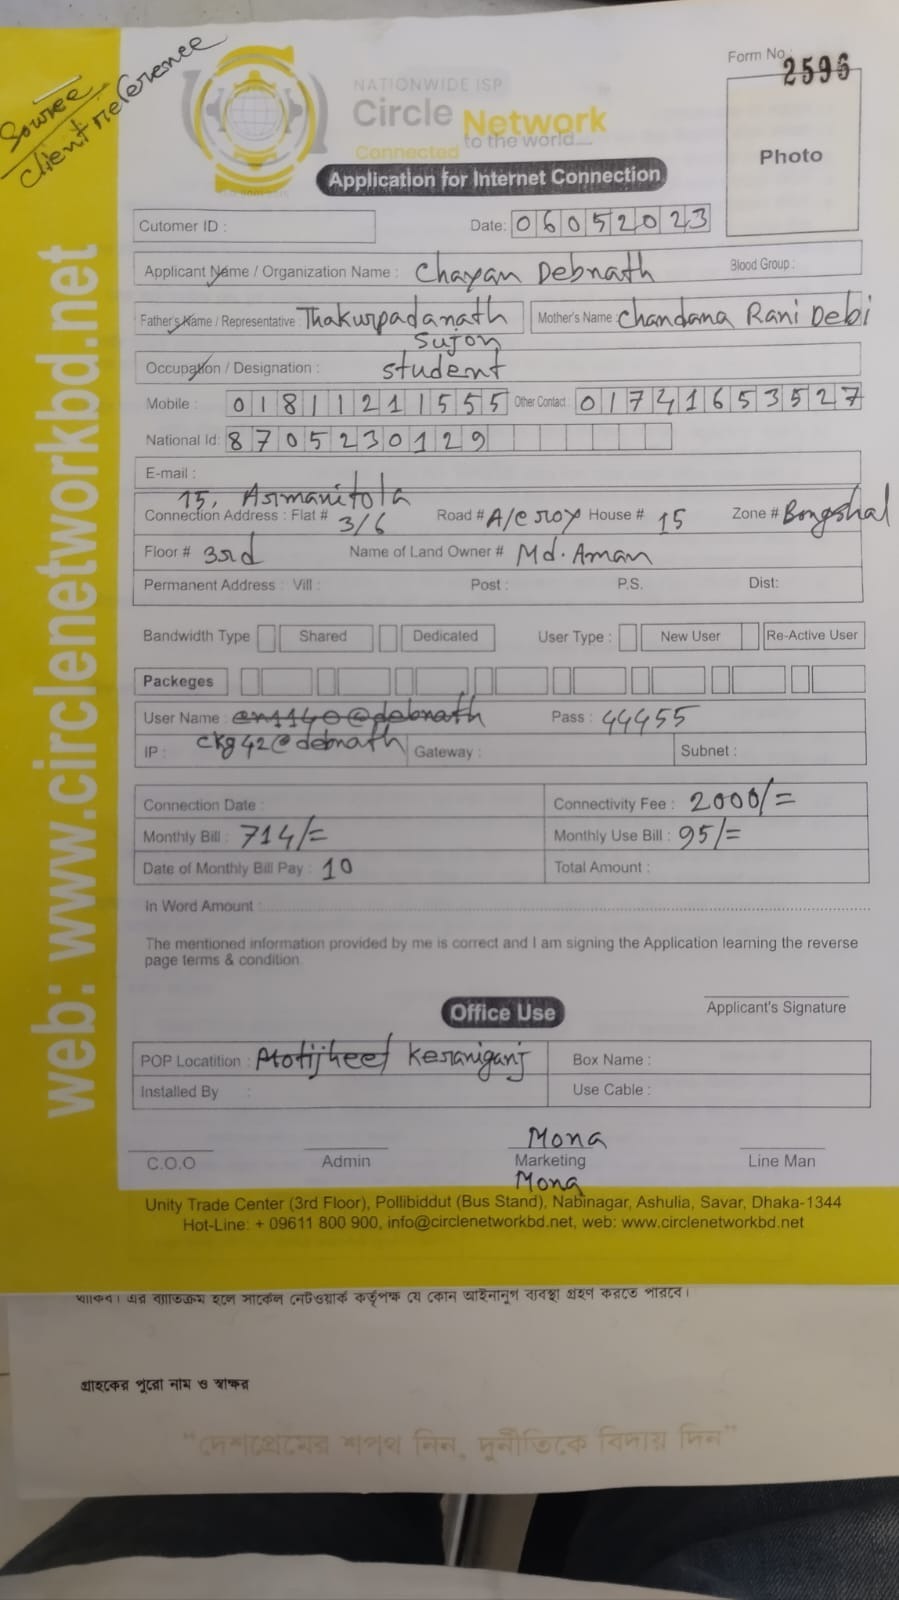 Source
Client reference
NATIONWIDE ISP
Circle Network
Connected to the world....
Form No.: 2596
Photo
Application for Internet Connection
Cutomer ID :
Date: 06052023
Applicant Name / Organization Name : Chayan Debnath Blood Group :
Father's Name / Representative : Thakurpadanath Mother's Name : Chandana Rani Debi
Sujon
Occupation / Designation : Student
Mobile : 01811211555 Other Contact : 01741653527
National Id: 8705230129
E-mail :
15, Armanitola
Connection Address : Flat # 3/6 Road # A/C roy House # 15 Zone # Bongshal
Floor # 3rd Name of Land Owner # Md. Aman
Permanent Address : Vill : Post : P.S. Dist:
Bandwidth Type Shared Dedicated User Type : New User Re-Active User
Packeges
User Name : en1140@debnath Pass : 44455
ckg42@debnath
IP : Gateway : Subnet :
Connection Date : Connectivity Fee : 2000/=
Monthly Bill : 714/= Monthly Use Bill : 95/=
Date of Monthly Bill Pay : 10 Total Amount :
In Word Amount :
The mentioned information provided by me is correct and I am signing the Application learning the reverse
page terms & condition.
Applicant's Signature
Office Use
POP Locatition : Motijheel Keraniganj Box Name :
Installed By : Use Cable :
Mona
C.O.O Admin Marketing Line Man
Mona
Unity Trade Center (3rd Floor), Pollibiddut (Bus Stand), Nabinagar, Ashulia, Savar, Dhaka-1344
Hot-Line: + 09611 800 900, info@circlenetworkbd.net, web: www.circlenetworkbd.net
web: www.circlenetworkbd.net
থাকিব। এর ব্যাতিক্রম হলে সার্কেল নেটওয়ার্ক কর্তৃপক্ষ যে কোন আইনানুগ ব্যবস্থা গ্রহণ করতে পারবে।
গ্রাহকের পুরো নাম ও স্বাক্ষর
"দেশপ্রেমের শপথ নিন, দুর্নীতিকে বিদায় দিন"